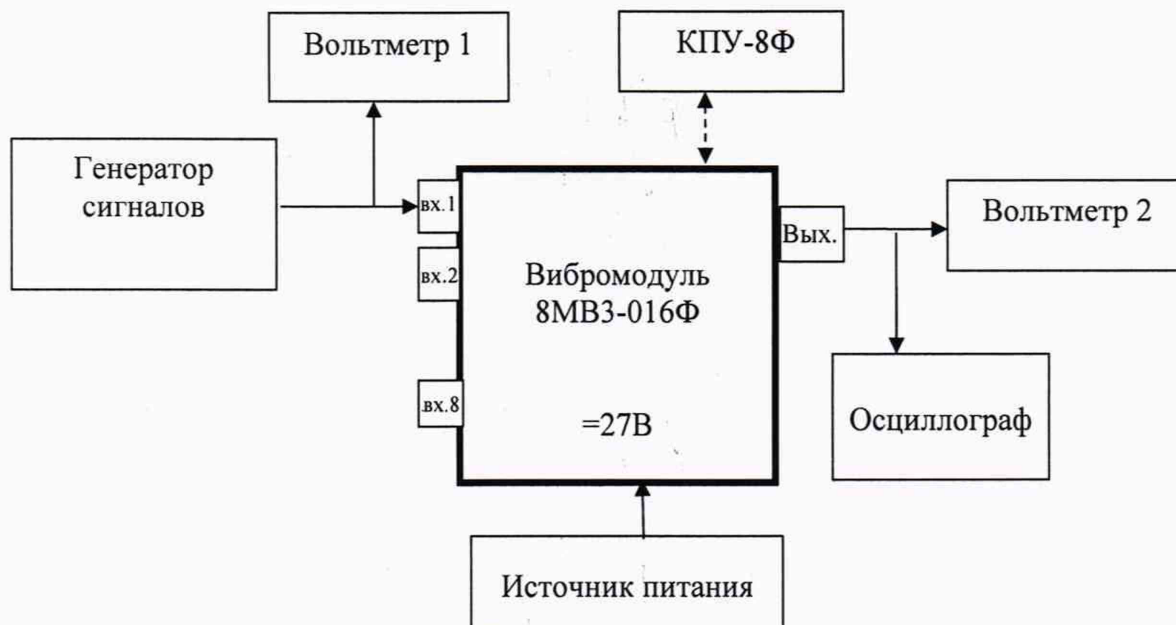 Вольтметр 1
КПУ-8Ф
Генератор
сигналов
вх.1
Вых.
Вольтметр 2
вх.2
Вибромодуль
8МВ3-016Ф
вх.8
=27В
Осциллограф
Источник питания